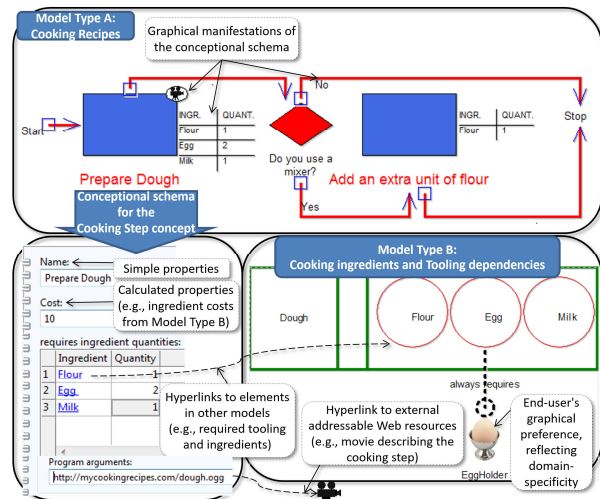 Model Type A:
Cooking Recipes
Graphical manifestations of
the conceptional schema
No
Start
INGR. QUANT.
Flour 1
Egg 2
Milk 1
Do you use a
mixer?
INGR. QUANT.
Flour 1
Stop
Prepare Dough
Add an extra unit of flour
Yes
Conceptional schema
for the
Cooking Step concept
Name:
Prepare Dough
Simple properties
Cost:
10
Calculated properties
(e.g., ingredient costs
from Model Type B)
requires ingredient quantities:
Ingredient Quantity
1 Flour 1
2 Egg 2
3 Milk 1
Hyperlinks to elements
in other models
(e.g., required tooling
and ingredients)
Program arguments:
http://mycookingrecipes.com/dough.ogg
Model Type B:
Cooking ingredients and Tooling dependencies
Dough
Flour
Egg
Milk
always requires
Hyperlink to external
addressable Web resources
(e.g., movie describing the
cooking step)
EggHolder
End-user's
graphical
preference,
reflecting
domain-
specificity